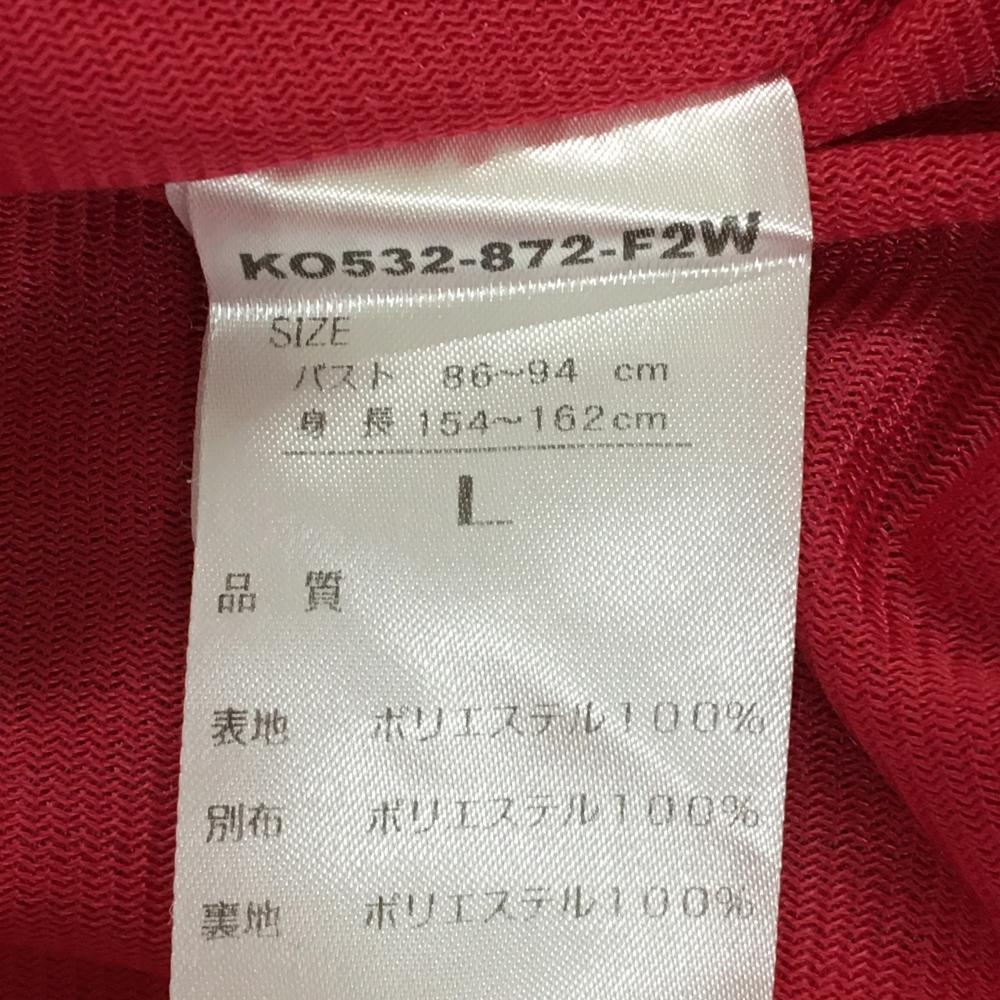 KO532-872-F2W
SIZE
バスト 86〜94 cm
身 長 154〜162cm
L
品 質
表地 ポリエステル100%
別布 ポリエステル100%
裏地 ポリエステル100%